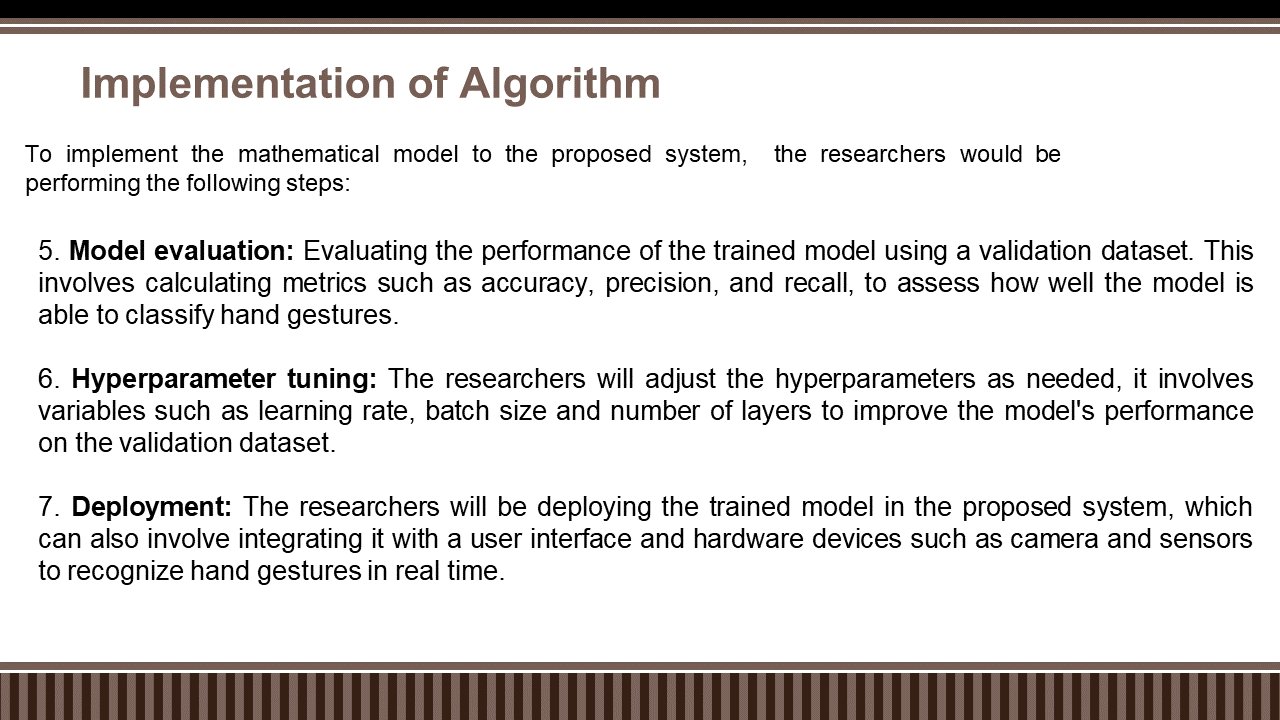 Implementation of Algorithm
To implement the mathematical model to the proposed system, the researchers would be
performing the following steps:
5. Model evaluation: Evaluating the performance of the trained model using a validation dataset. This
involves calculating metrics such as accuracy, precision, and recall, to assess how well the model is
able to classify hand gestures.
6. Hyperparameter tuning: The researchers will adjust the hyperparameters as needed, it involves
variables such as learning rate, batch size and number of layers to improve the model's performance
on the validation dataset.
7. Deployment: The researchers will be deploying the trained model in the proposed system, which
can also involve integrating it with a user interface and hardware devices such as camera and sensors
to recognize hand gestures in real time.